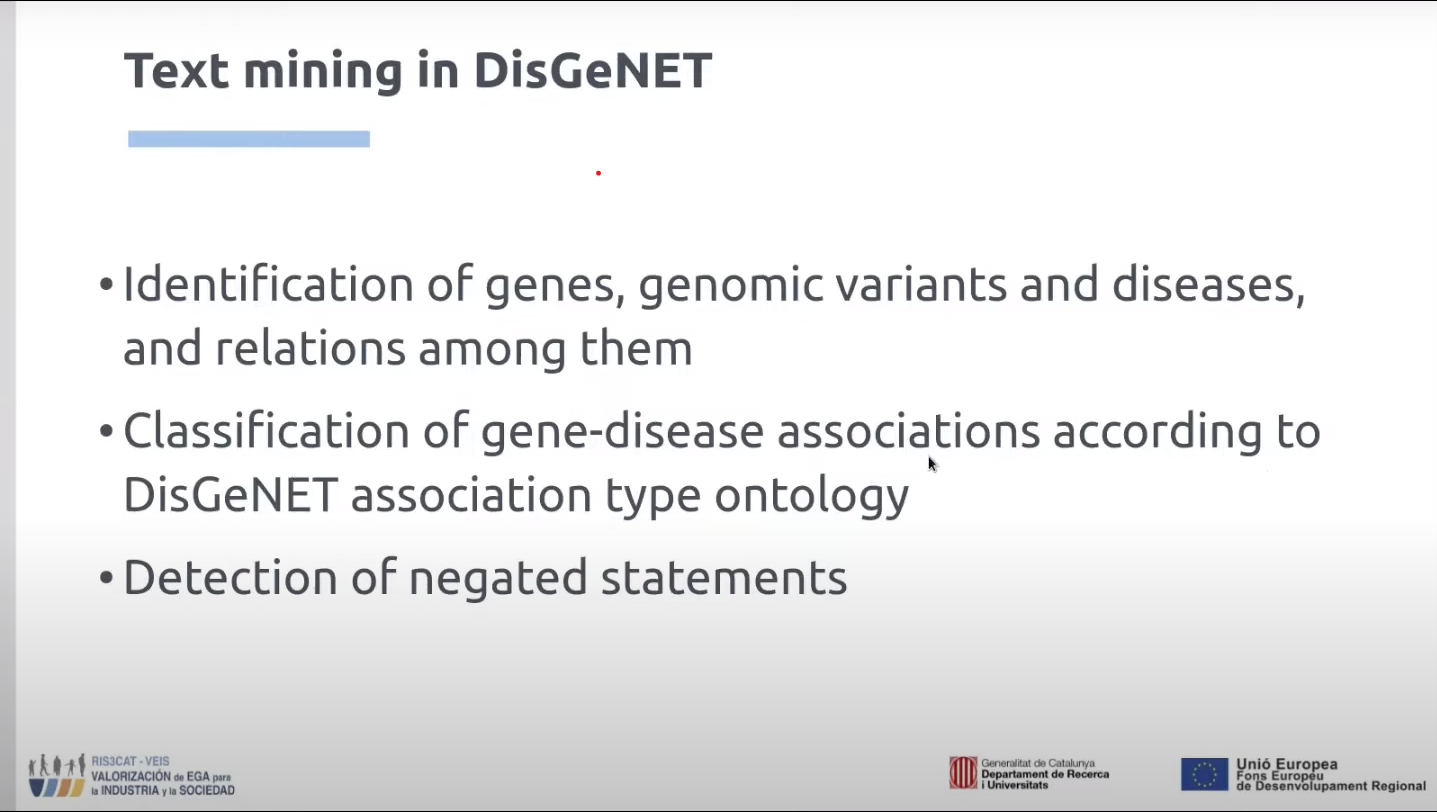 Text mining in DisGeNET
• Identification of genes, genomic variants and diseases,
and relations among them
• Classification of gene-disease associations according to
DisGeNET association type ontology
• Detection of negated statements
RIS3CAT - VEIS
VALORIZACIÓN de EGA para
la INDUSTRIA y la SOCIEDAD
Generalitat de Catalunya
Departament de Recerca
i Universitats
Unió Europea
Fons Europeu
de Desenvolupament Regional